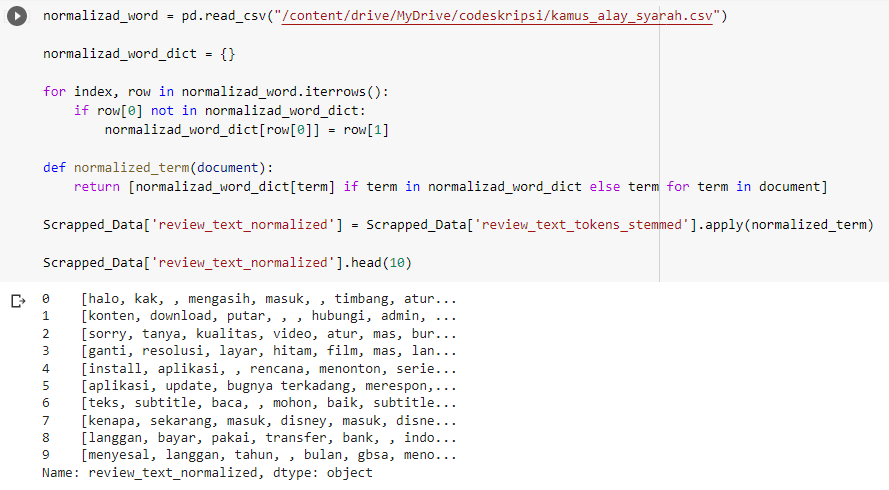 normalizad_word = pd.read_csv("/content/drive/MyDrive/codeskripsi/kamus_alay_syarah.csv")
normalizad_word_dict = {}
for index, row in normalizad_word.iterrows():
    if row[0] not in normalizad_word_dict:
        normalizad_word_dict[row[0]] = row[1]
def normalized_term(document):
    return [normalizad_word_dict[term] if term in normalizad_word_dict else term for term in document]
Scrapped_Data['review_text_normalized'] = Scrapped_Data['review_text_tokens_stemmed'].apply(normalized_term)
Scrapped_Data['review_text_normalized'].head(10)
0    [halo, kak, , mengasih, masuk, , timbang, atur...
1    [konten, download, putar, , , hubungi, admin, ...
2    [sorry, tanya, kualitas, video, atur, mas, bur...
3    [ganti, resolusi, layar, hitam, film, mas, lan...
4    [install, aplikasi, , rencana, menonton, serie...
5    [aplikasi, update, bugnya terkadang, merespon,...
6    [teks, subtitle, baca, , mohon, baik, subtitle...
7    [kenapa, sekarang, masuk, disney, masuk, disne...
8    [langgan, bayar, pakai, transfer, bank, , indo...
9    [menyesal, langgan, tahun, , bulan, gbsa, meno...
Name: review_text_normalized, dtype: object